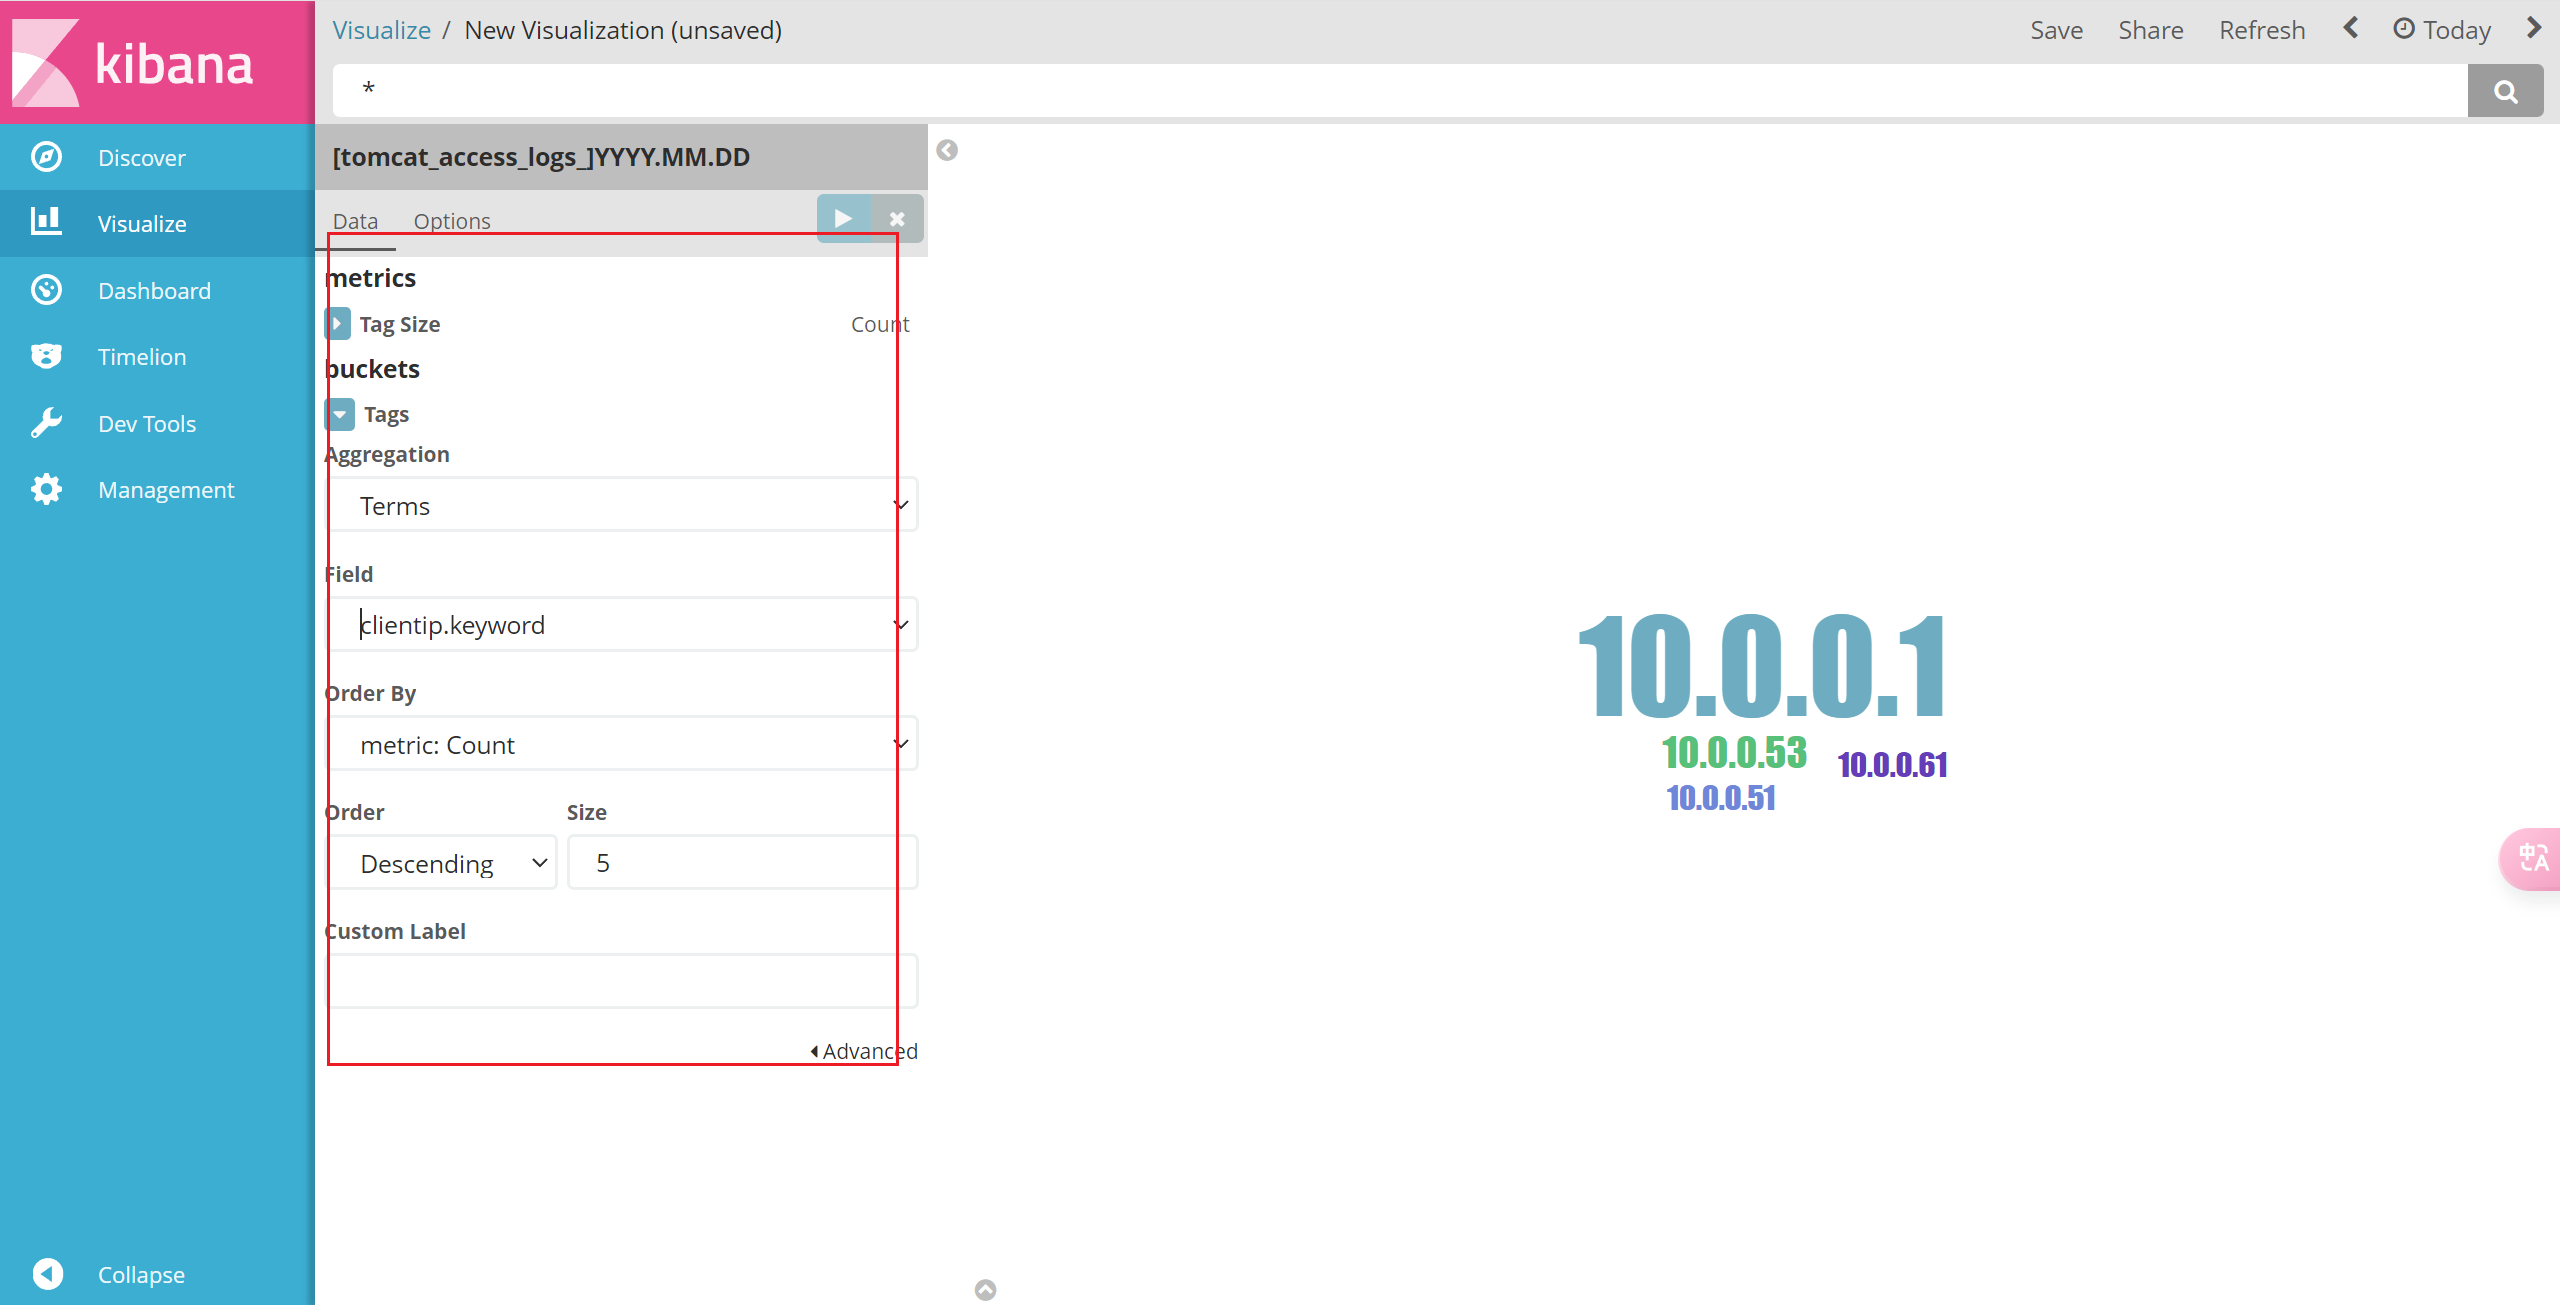 kibana
Discover
Visualize
Dashboard
Timelion
Dev Tools
Management
Collapse
Visualize / New Visualization (unsaved)
Save Share Refresh Today
*
[tomcat_access_logs_]YYYY.MM.DD
Data Options
metrics
Tag Size Count
buckets
Tags
Aggregation
Terms
Field
clientip.keyword
Order By
metric: Count
Order Size
Descending 5
Custom Label
Advanced
10.0.0.1
10.0.0.53 10.0.0.61
10.0.0.51
中 A